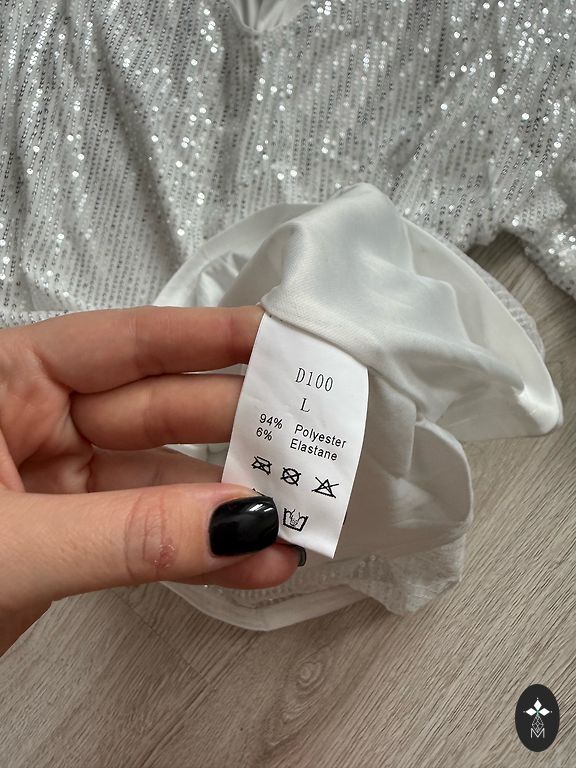 D100
L
94% Polyester
6% Elastane
M